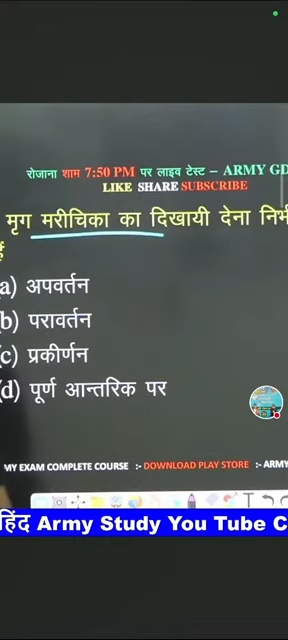 रोजाना शाम 7:50 PM पर लाइव टेस्ट – ARMY GD
LIKE SHARE SUBSCRIBE
मृग मरीचिका का दिखायी देना निर्भ
है
(a) अपवर्तन
(b) परावर्तन
(c) प्रकीर्णन
(d) पूर्ण आन्तरिक पर
MY EXAM COMPLETE COURSE :- DOWNLOAD PLAY STORE :- ARMY
हिंद Army Study You Tube C